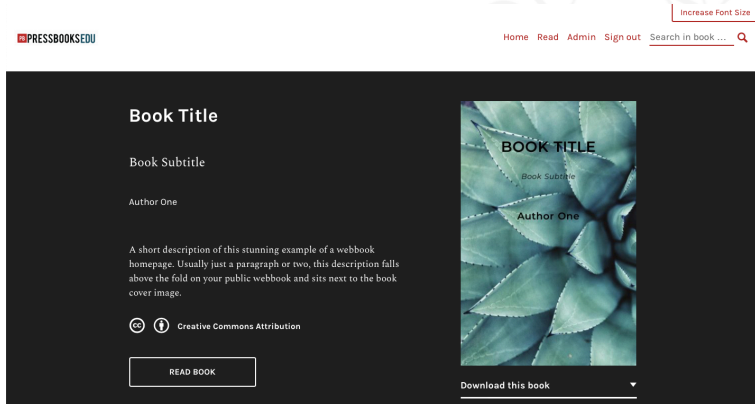 Increase Font Size
PB PRESSBOOKSEDU
Home Read Admin Sign out Search in book ...
Book Title
Book Subtitle
Author One
A short description of this stunning example of a webbook
homepage. Usually just a paragraph or two, this description falls
above the fold on your public webbook and sits next to the book
cover image.
cc Creative Commons Attribution
READ BOOK
BOOK TITLE
Book Subtitle
Author One
Download this book